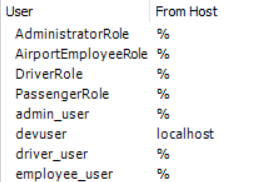 User From Host
AdministratorRole %
AirportEmployeeRole %
DriverRole %
PassengerRole %
admin_user %
devuser localhost
driver_user %
employee_user %